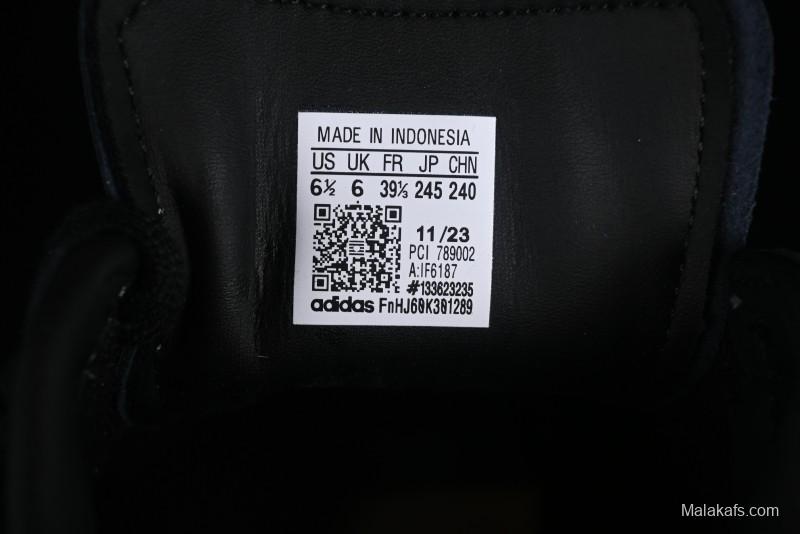 MADE IN INDONESIA
US UK FR JP CHN
6½ 6 39⅓ 245 240
11/23
PCI 789002
A:IF6187
#133623235
adidas FnHJ60K301289
Malakafs.com